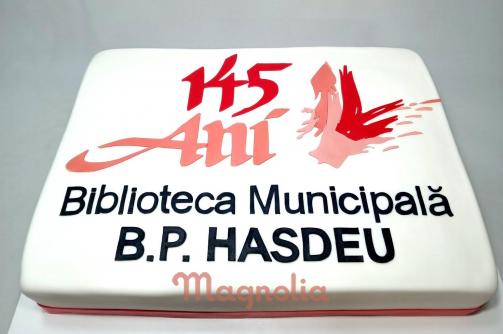 145
Ani
Biblioteca Municipală
B.P. HASDEU
Magnolia